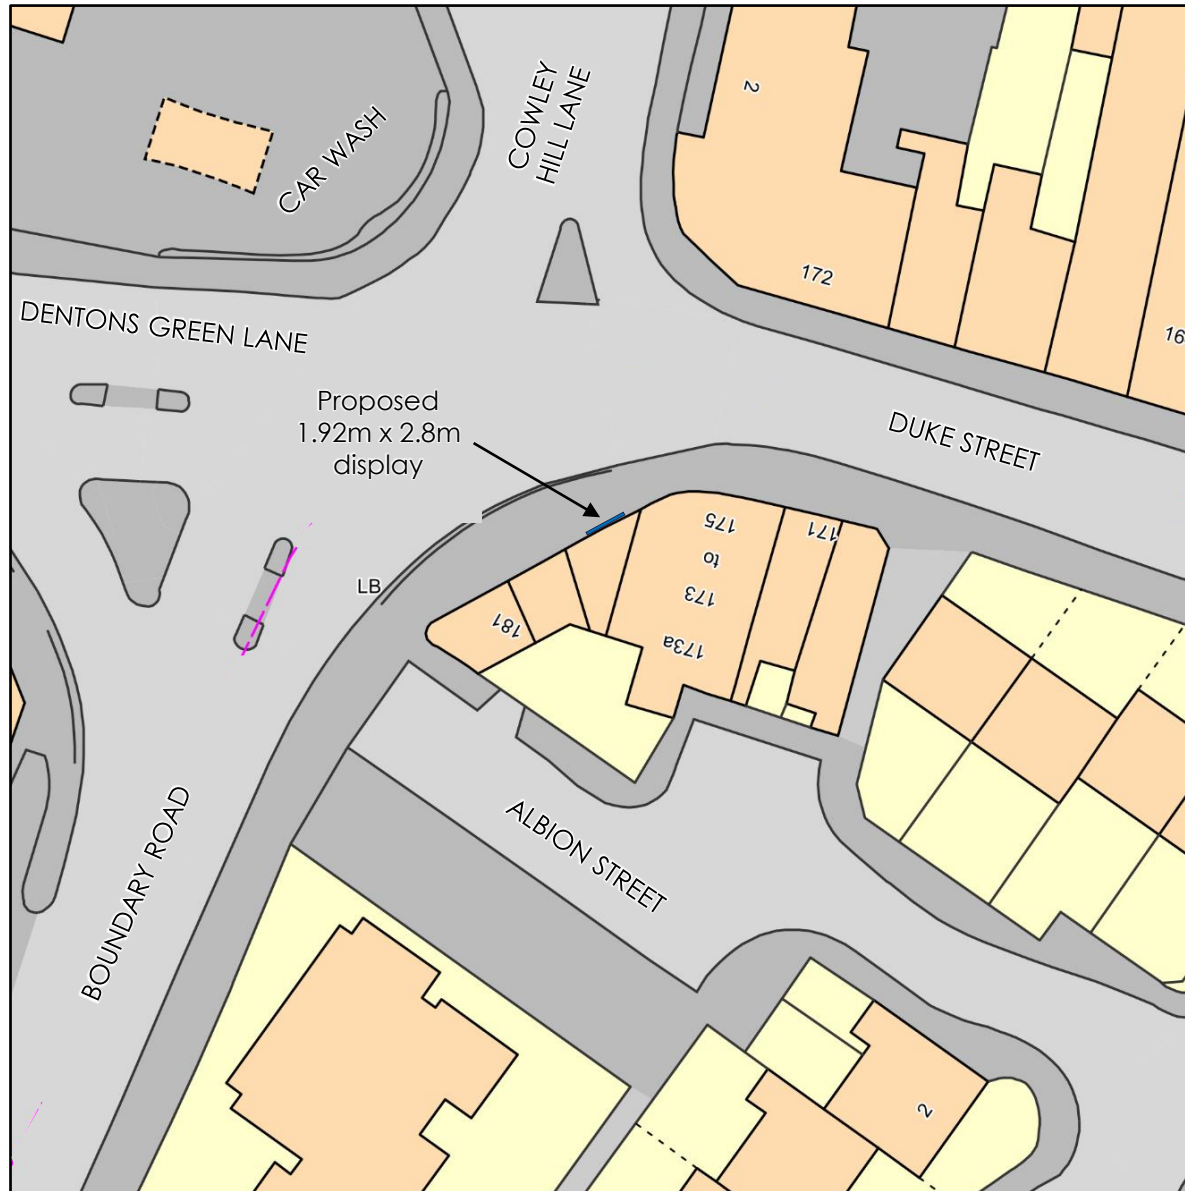 2
COWLEY
HILL LANE
CAR WASH
172
16
DENTONS GREEN LANE
Proposed
1.92m x 2.8m
display
DUKE STREET
175
to
173
173a
171
LB
181
ALBION STREET
BOUNDARY ROAD
2